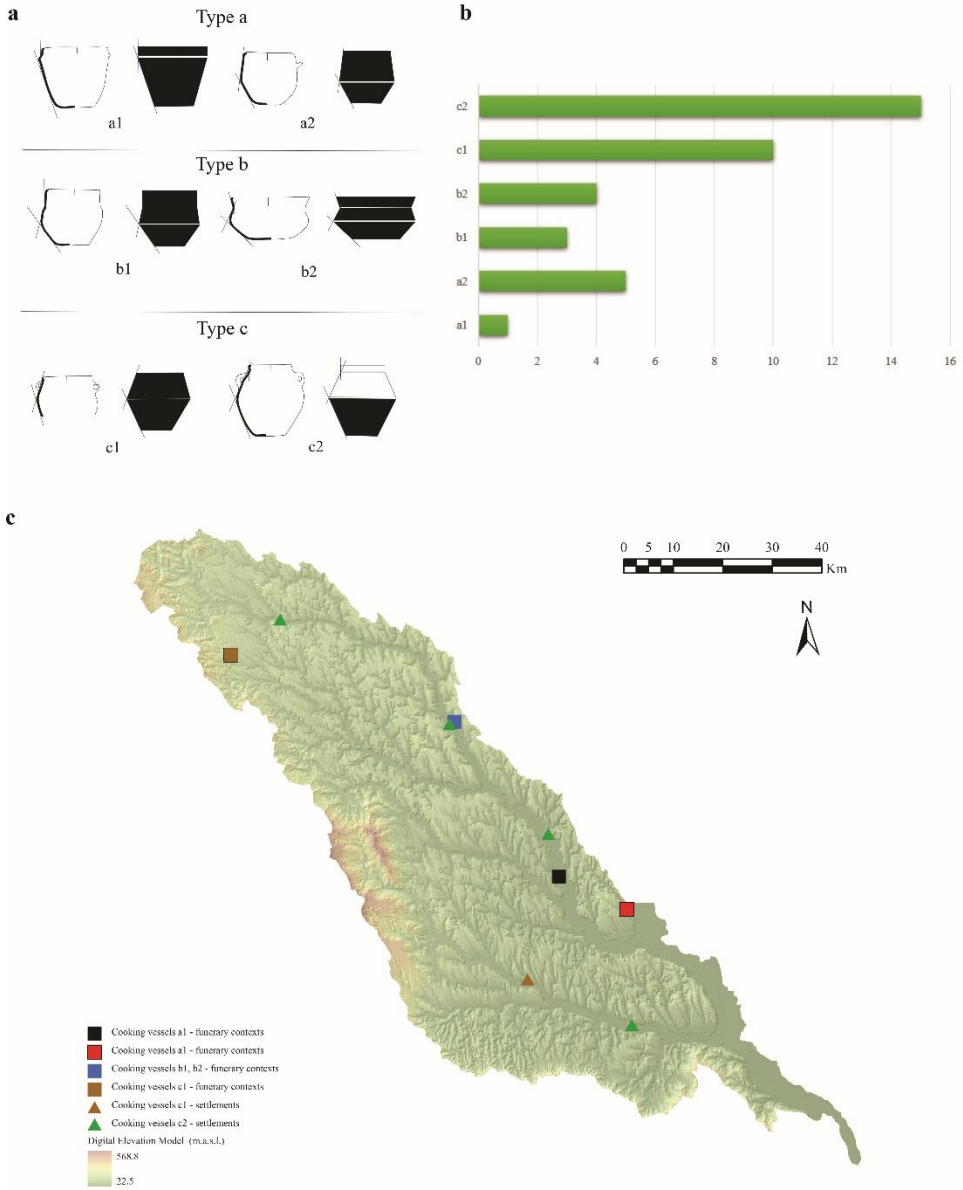 a
Type a
a1 a2
Type b
b1 b2
Type c
c1 c2
b
c2
c1
b2
b1
a2
a1
0 2 4 6 8 10 12 14 16
c
0 5 10 20 30 40
Km
N
Cooking vessels a1 - funerary contexts
Cooking vessels a1 - funerary contexts
Cooking vessels b1, b2 - funerary contexts
Cooking vessels c1 - funerary contexts
Cooking vessels c1 - settlements
Cooking vessels c2 - settlements
Digital Elevation Model (m.a.s.l.)
568.8
22.5